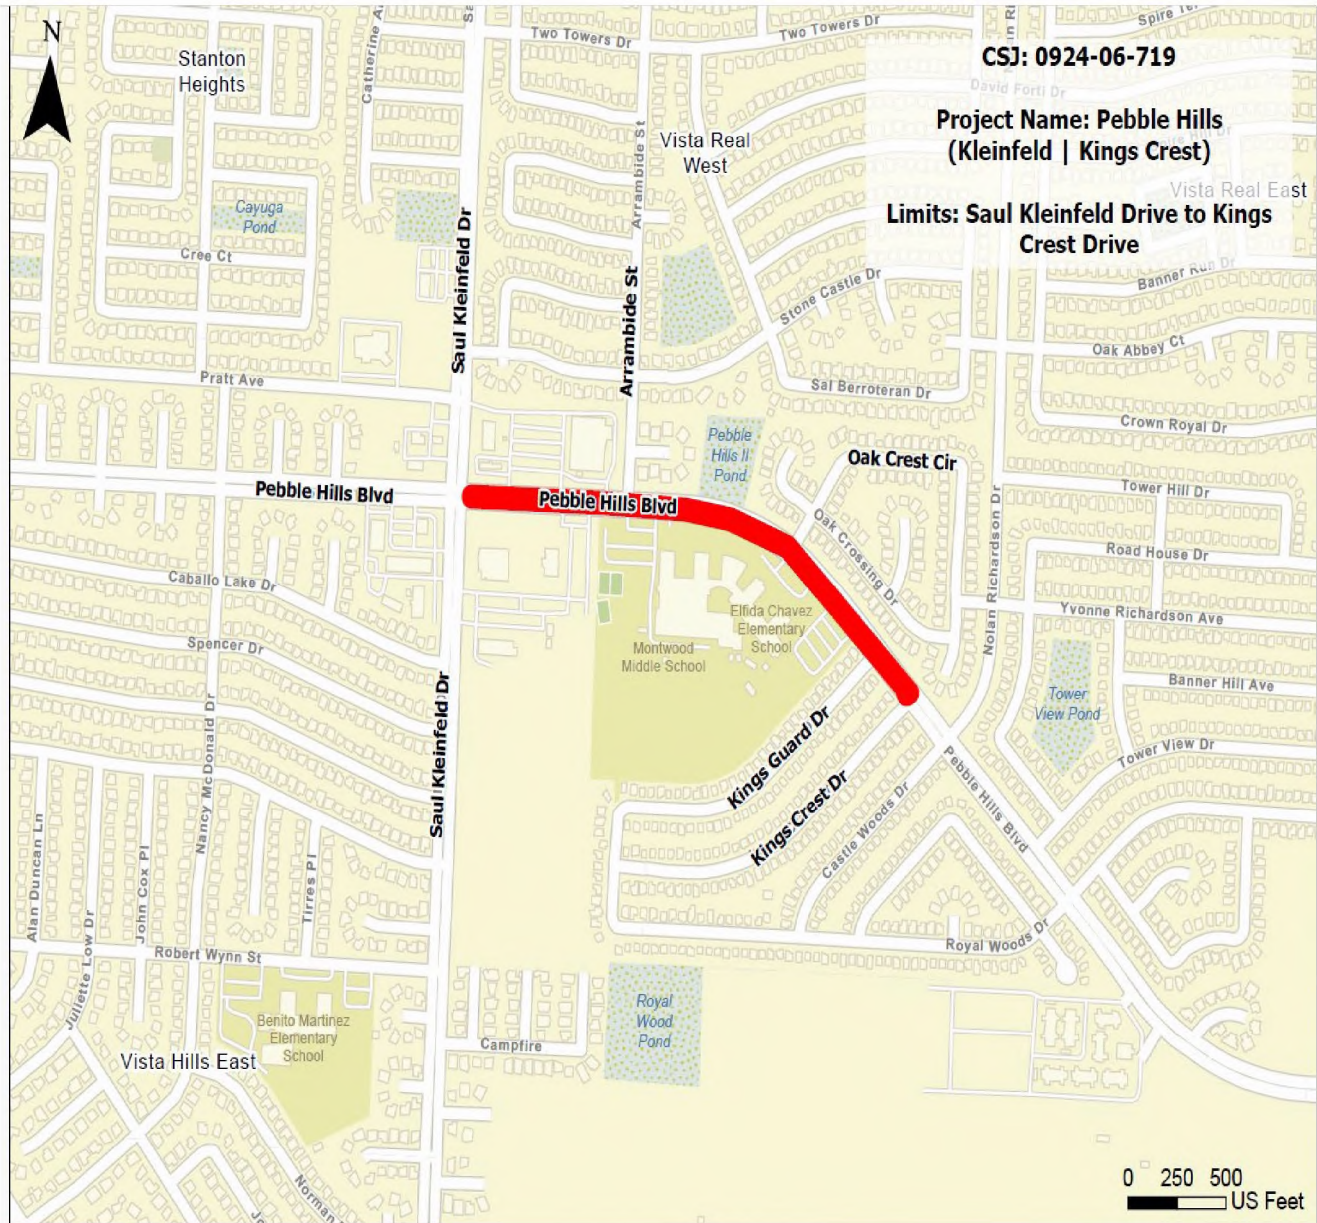 N
Stanton
Heights
Catherine
Two Towers Dr
Two Towers Dr
CSJ: 0924-06-719
David Forti Dr
Project Name: Pebble Hills
(Kleinfeld | Kings Crest)
Vista Real East
Limits: Saul Kleinfeld Drive to Kings
Crest Drive
Vista Real
West
Arrambide St
Cayuga
Pond
Cree Ct
Saul Kleinfeld Dr
Arrambide St
Stone Castle Dr
Banner Run Dr
Oak Abbey Ct
Pratt Ave
Sal Berroteran Dr
Crown Royal Dr
Pebble
Hills II
Pond
Oak Crest Cir
Tower Hill Dr
Pebble Hills Blvd
Pebble Hills Blvd
Oak Crossing Dr
Nolan Richardson Dr
Road House Dr
Caballo Lake Dr
Elfida Chavez
Elementary
School
Yvonne Richardson Ave
Spencer Dr
Montwood
Middle School
Banner Hill Ave
Tower
View Pond
Saul Kleinfeld Dr
Nancy McDonald Dr
Kings Guard Dr
Kings Crest Dr
Castle Woods Dr
Pebble Hills Blvd
Tower View Dr
Alan Duncan Ln
John Cox Pl
Tirres Pl
Juliette Low Dr
Robert Wynn St
Royal Woods Dr
Benito Martinez
Elementary
School
Royal
Wood
Pond
Campfire
Vista Hills East
Norman
0 250 500
US Feet